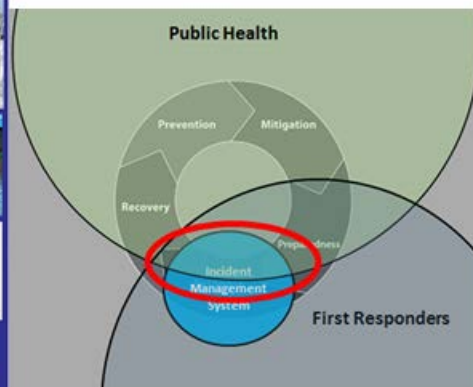 Public Health
Prevention
Mitigation
Recovery
Preparedness
Incident
Management
System
First Responders